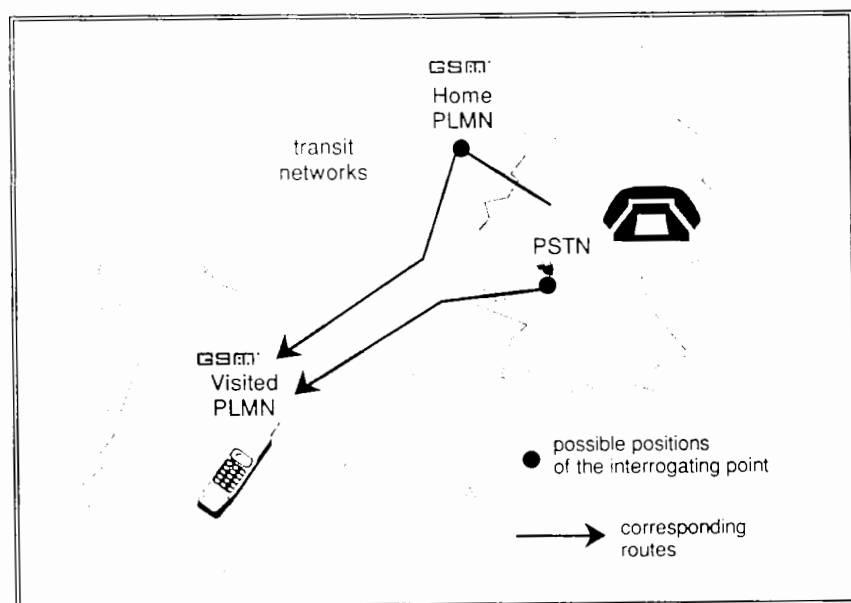 GSM
Home
PLMN
transit
networks
PSTN
GSM
Visited
PLMN
possible positions
of the interrogating point
corresponding
routes